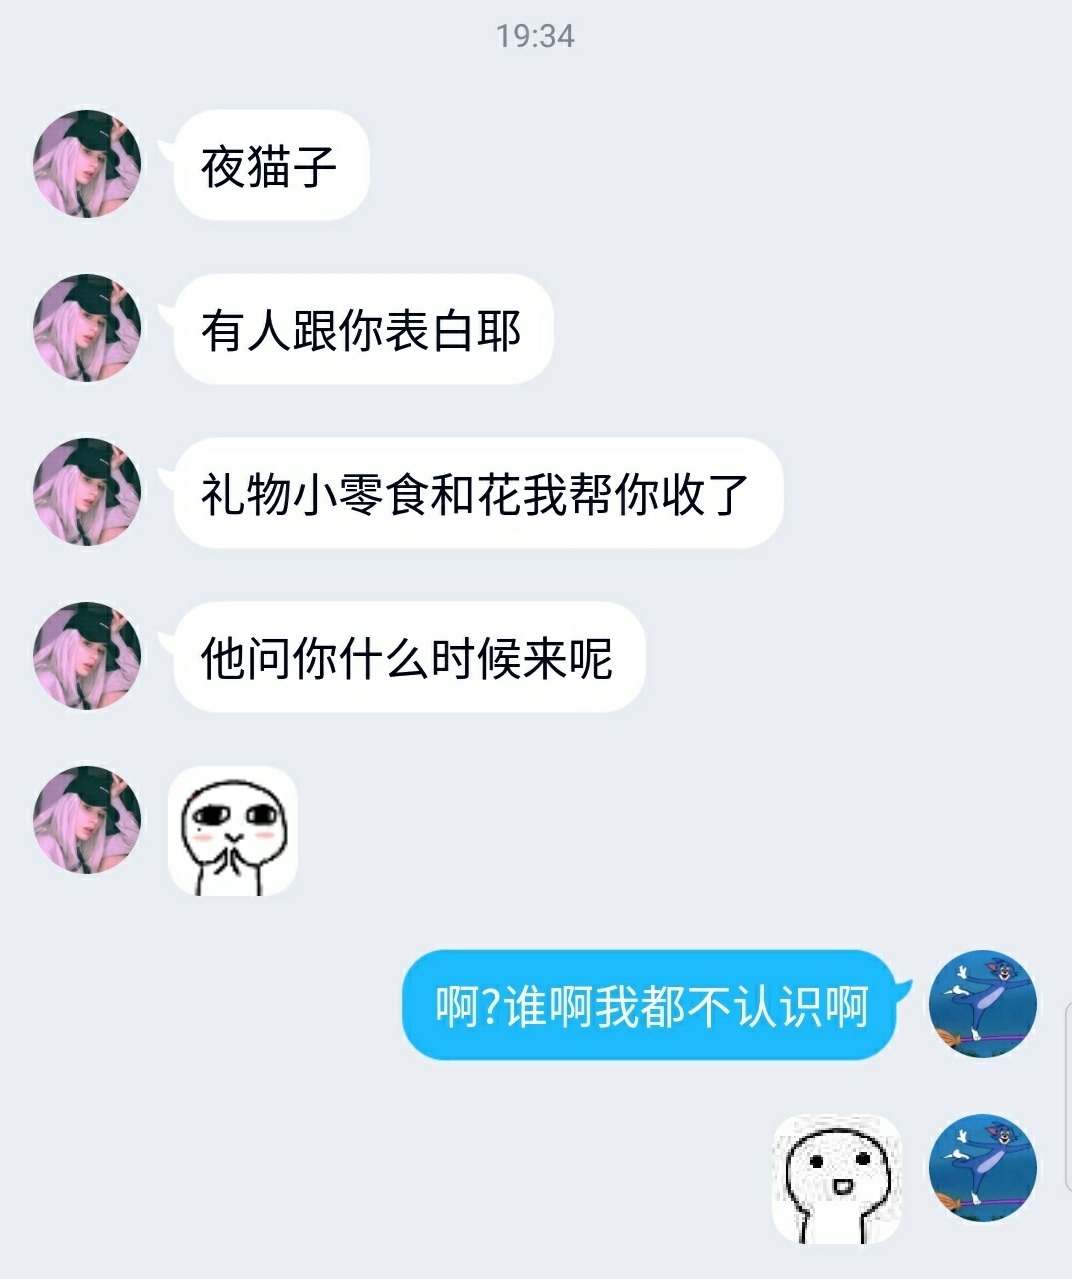 19:34
夜猫子
有人跟你表白耶
礼物小零食和花我帮你收了
他问你什么时候来呢
啊?谁啊我都不认识啊